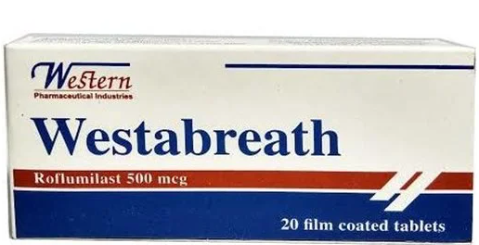 Western
Pharmaceutical Industries
Westabreath
Roflumilast 500 mcg
20 film coated tablets